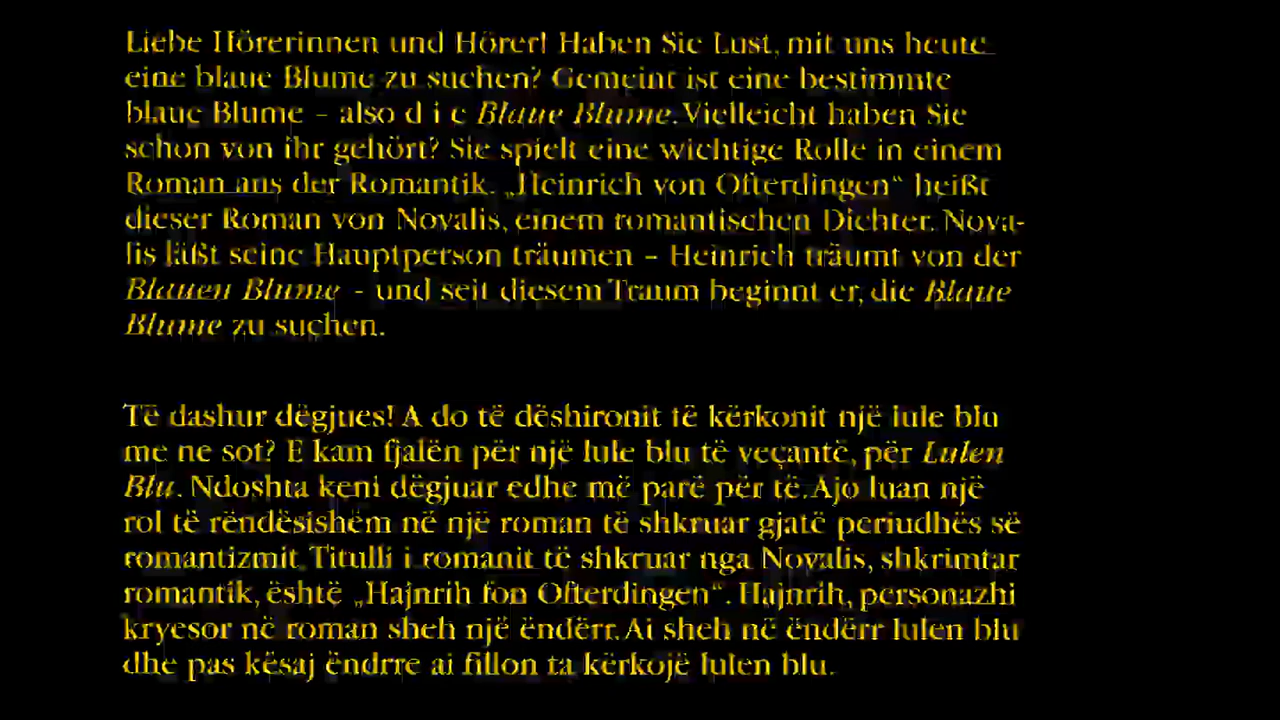 Liebe Hörerinnen und Hörer! Haben Sie Lust, mit uns heute
eine blaue Blume zu suchen? Gemeint ist eine bestimmte
blaue Blume – also d i e Blaue Blume. Vielleicht haben Sie
schon von ihr gehört? Sie spielt eine wichtige Rolle in einem
Roman aus der Romantik. „Heinrich von Ofterdingen“ heißt
dieser Roman von Novalis, einem romantischen Dichter. Nova-
lis läßt seine Hauptperson träumen – Heinrich träumt von der
Blauen Blume - und seit diesem Traum beginnt er, die Blaue
Blume zu suchen.
Të dashur dëgjues! A do të dëshironit të kërkonit një lule blu
me ne sot? E kam fjalën për një lule blu të veçantë, për Lulen
Blu. Ndoshta keni dëgjuar edhe më parë për të. Ajo luan një
rol të rëndësishëm në një roman të shkruar gjatë periudhës së
romantizmit. Titulli i romanit të shkruar nga Novalis, shkrimtar
romantik, është „Hajnrih fon Ofterdingen“. Hajnrih, personazhi
kryesor në roman sheh një ëndërr. Ai sheh në ëndërr lulen blu
dhe pas kësaj ëndrre ai fillon ta kërkojë lulen blu.